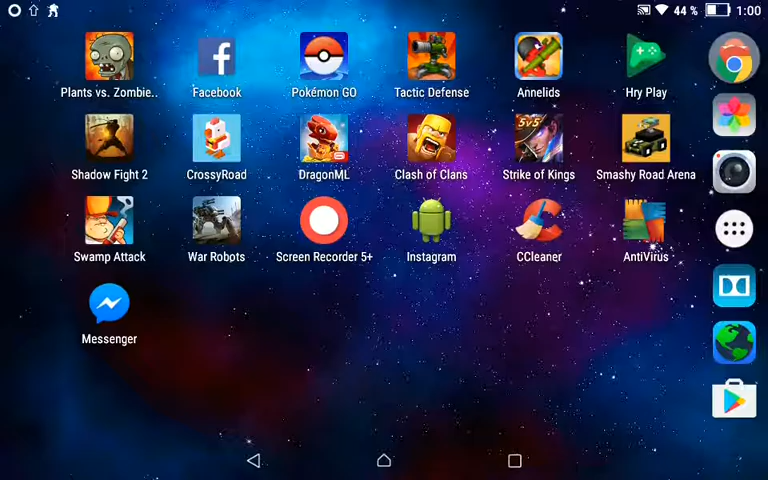 44 %
1:00
Plants vs. Zombie..
Facebook
Pokémon GO
Tactic Defense
Annelids
Hry Play
5v5
Shadow Fight 2
CrossyRoad
DragonML
Clash of Clans
Strike of Kings
Smashy Road Arena
Swamp Attack
War Robots
Screen Recorder 5+
Instagram
CCleaner
AntiVirus
Messenger